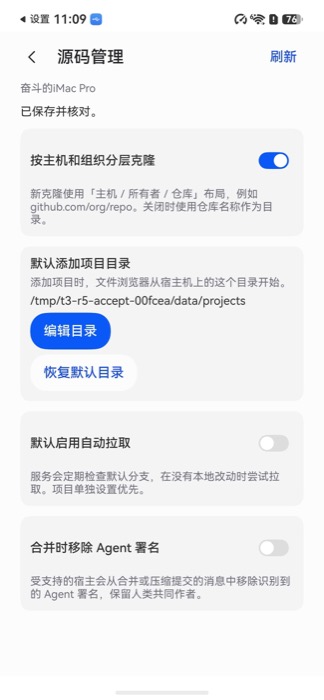 设置 11:09
76
源码管理
刷新
奋斗的iMac Pro
已保存并核对。
按主机和组织分层克隆
新克隆使用「主机 / 所有者 / 仓库」布局，例如
github.com/org/repo。关闭时使用仓库名称作为目
录。
默认添加项目目录
添加项目时，文件浏览器从宿主机上的这个目录开始。
/tmp/t3-r5-accept-00fcea/data/projects
编辑目录
恢复默认目录
默认启用自动拉取
服务会定期检查默认分支，在没有本地改动时尝试拉
取。项目单独设置优先。
合并时移除 Agent 署名
受支持的宿主会从合并或压缩提交的消息中移除识别到
的 Agent 署名，保留人类共同作者。